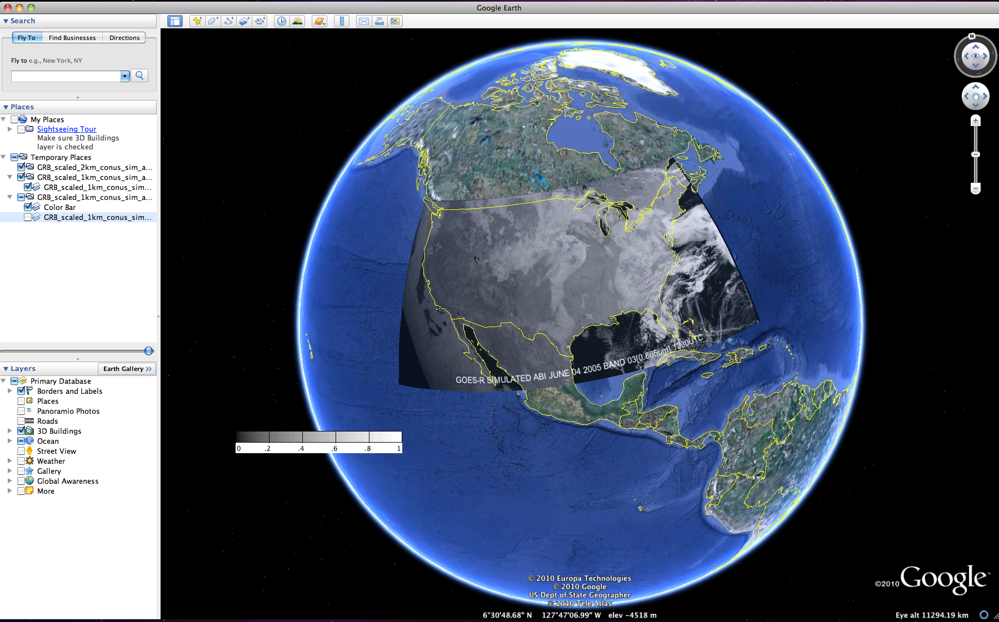 Google Earth
Search
Fly To Find Businesses Directions
Fly to e.g., New York, NY
Places
My Places
Sightseeing Tour
Make sure 3D Buildings
layer is checked
Temporary Places
GRB_scaled_2km_conus_sim_a...
GRB_scaled_1km_conus_sim_a...
GRB_scaled_1km_conus_sim...
GRB_scaled_1km_conus_sim_a...
Color Bar
GRB_scaled_1km_conus_sim...
Layers Earth Gallery >>
Primary Database
Borders and Labels
Places
Panoramio Photos
Roads
3D Buildings
Ocean
Street View
Weather
Gallery
Global Awareness
More
N
GOES-R SIMULATED ABI JUNE 04 2005 BAND 03[0.865um] 1230UTC
0 .2 .4 .6 .8 1
© 2010 Europa Technologies
© 2010 Google
US Dept of State Geographer
© 2010 Tele Atlas
©2010 Google™
6°30'48.68" N 127°47'06.99" W elev -4518 m
Eye alt 11294.19 km